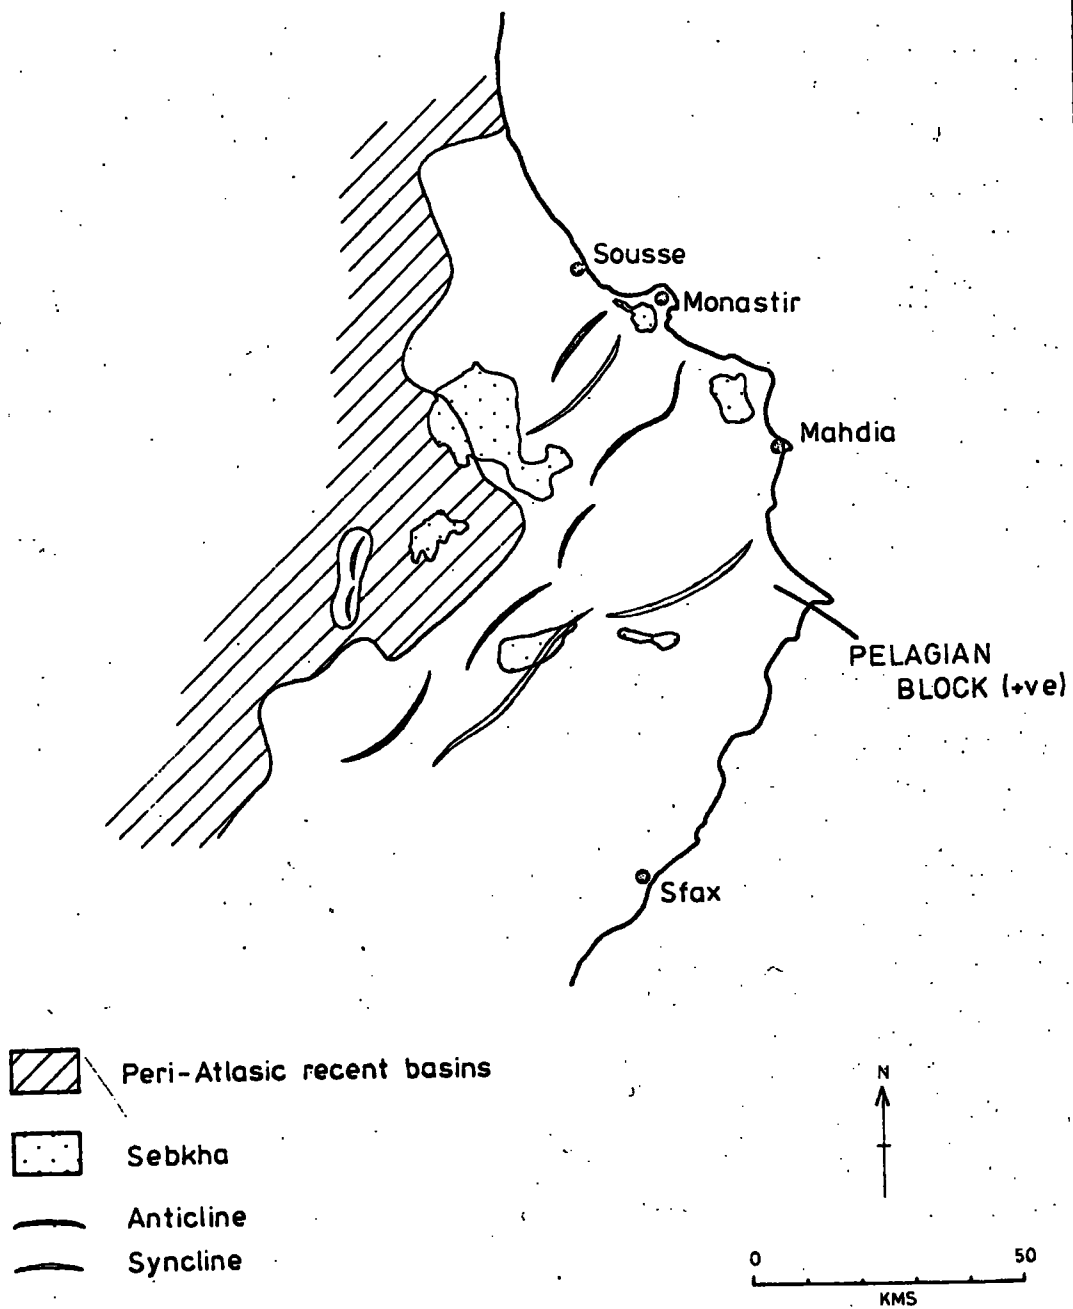 Sousse
Monastir
Mahdia
PELAGIAN
BLOCK (+ve)
Sfax
Peri-Atlasic recent basins
Sebkha
Anticline
Syncline
N
0 50
KMS